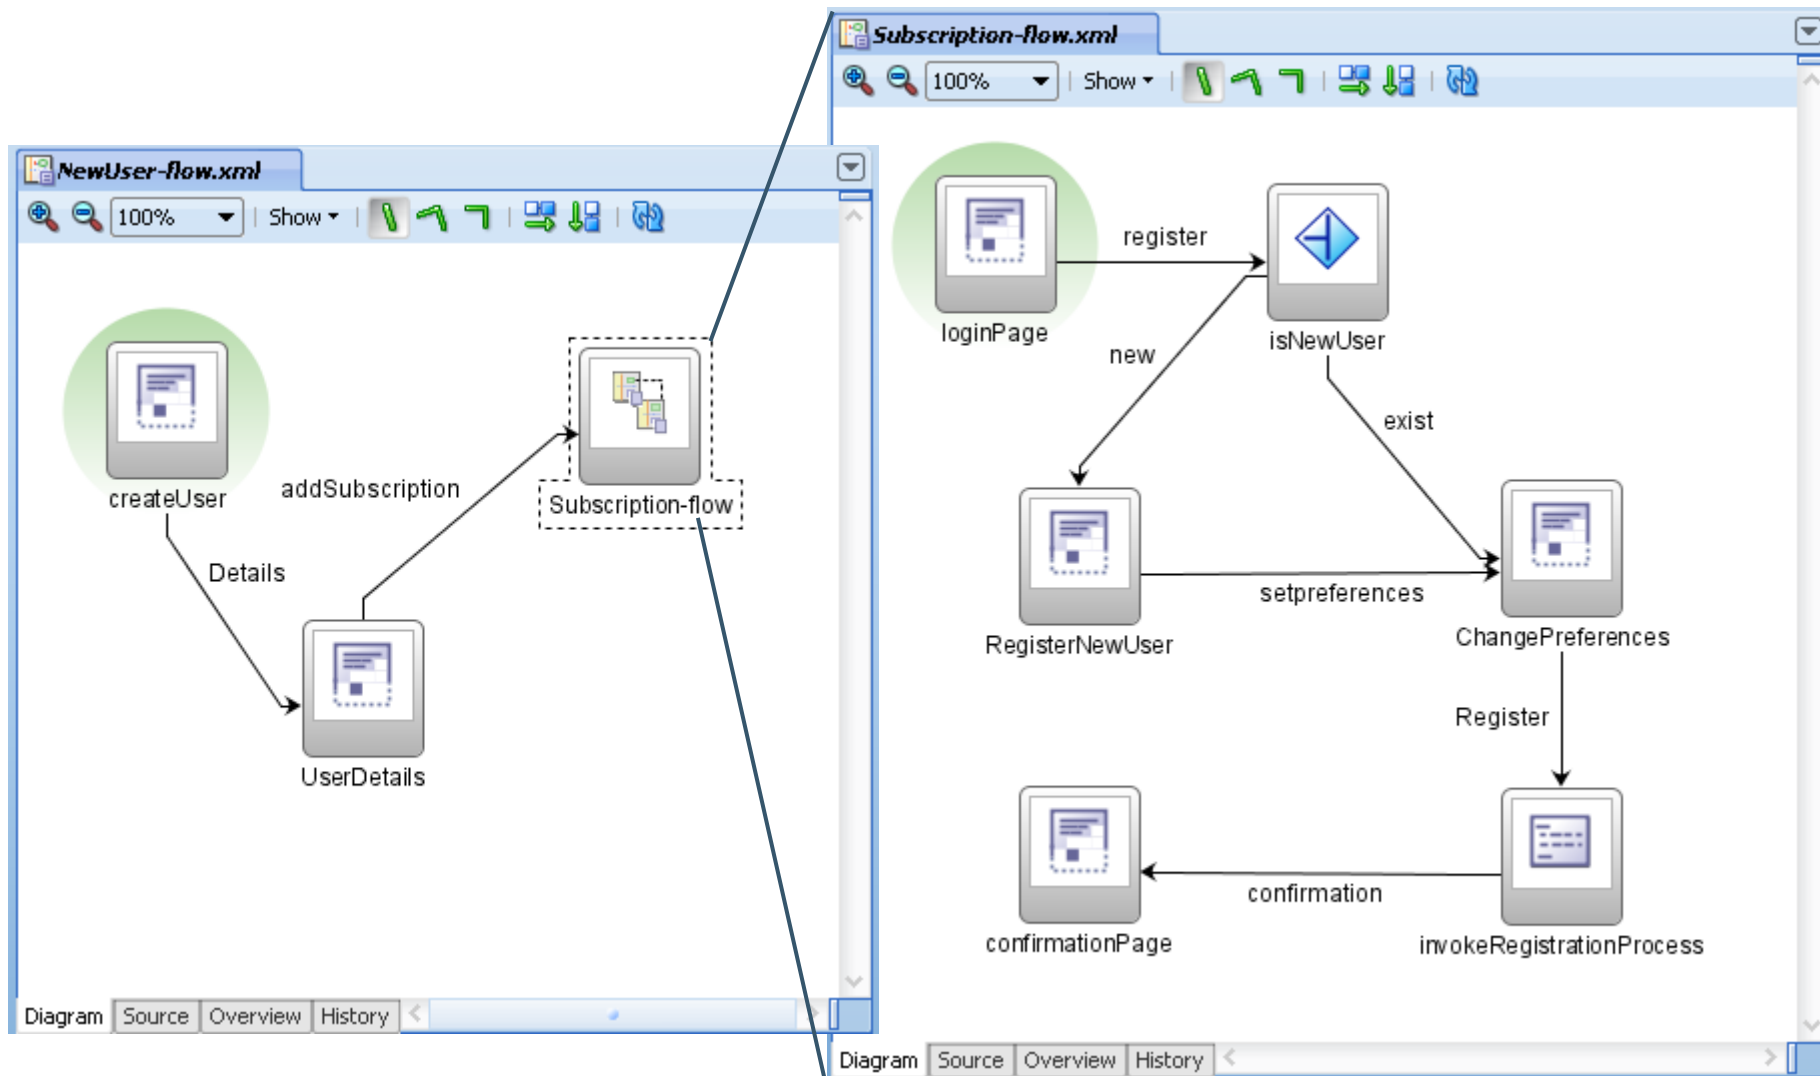 NewUser-flow.xml
100%
Show
createUser
Details
addSubscription
Subscription-flow
UserDetails
Diagram
Source
Overview
History
Subscription-flow.xml
100%
Show
loginPage
register
isNewUser
new
exist
RegisterNewUser
setpreferences
ChangePreferences
Register
confirmationPage
confirmation
invokeRegistrationProcess
Diagram
Source
Overview
History